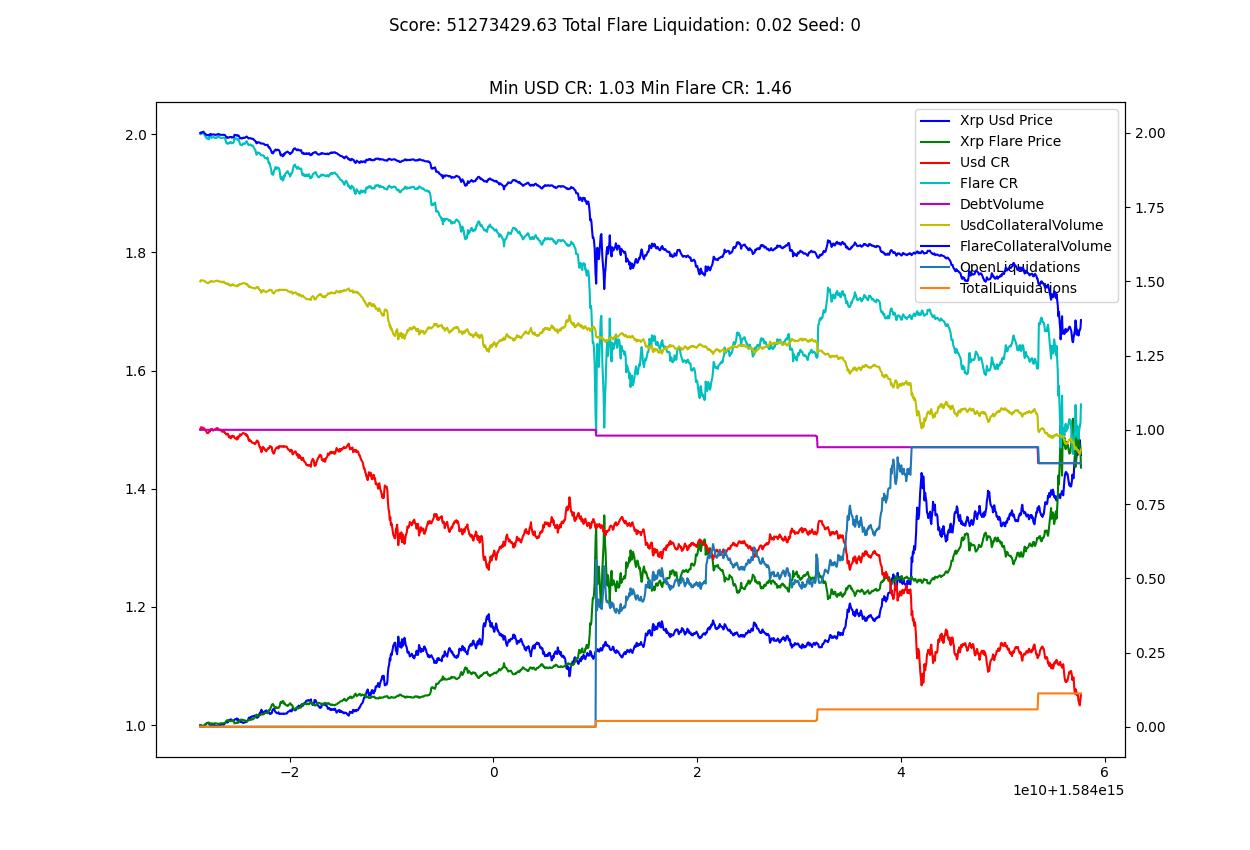 Score: 51273429.63 Total Flare Liquidation: 0.02 Seed: 0
Min USD CR: 1.03 Min Flare CR: 1.46
Xrp Usd Price
Xrp Flare Price
Usd CR
Flare CR
DebtVolume
UsdCollateralVolume
FlareCollateralVolume
OpenLiquidations
TotalLiquidations
2.0
1.8
1.6
1.4
1.2
1.0
2.00
1.75
1.50
1.25
1.00
0.75
0.50
0.25
0.00
−2 0 2 4 6
1e10+1.584e15